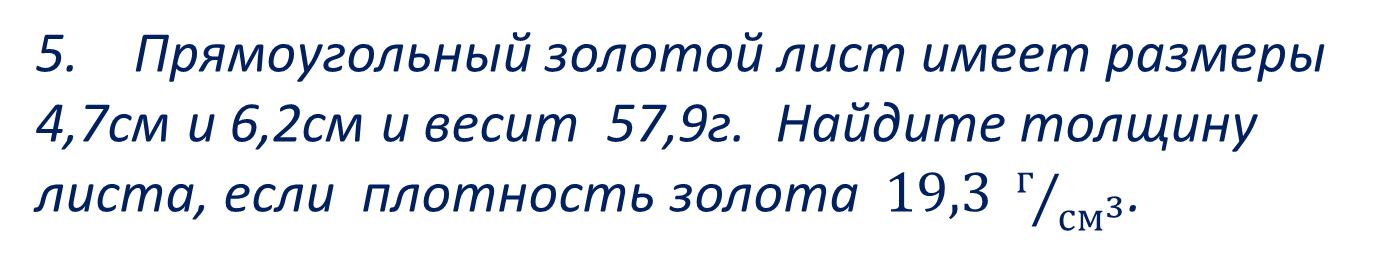 5. Прямоугольный золотой лист имеет размеры
4,7см и 6,2см и весит 57,9г. Найдите толщину
листа, если плотность золота 19,3 г/см³.